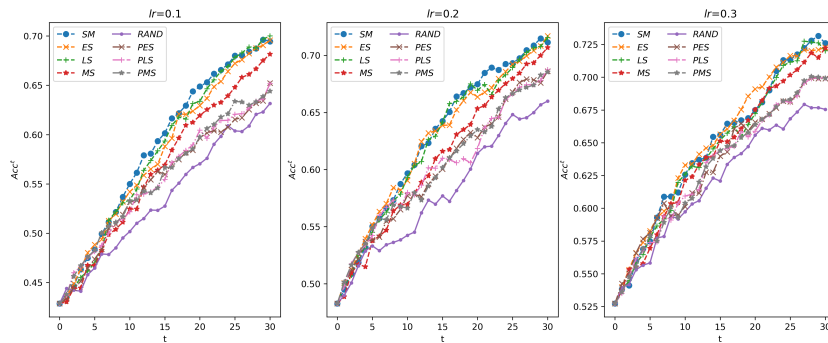 lr=0.1
Acc^t
0.70
0.65
0.60
0.55
0.50
0.45
SM
ES
LS
MS
RAND
PES
PLS
PMS
0 5 10 15 20 25 30
t
lr=0.2
Acc^t
0.70
0.65
0.60
0.55
0.50
SM
ES
LS
MS
RAND
PES
PLS
PMS
0 5 10 15 20 25 30
t
lr=0.3
Acc^t
0.725
0.700
0.675
0.650
0.625
0.600
0.575
0.550
0.525
SM
ES
LS
MS
RAND
PES
PLS
PMS
0 5 10 15 20 25 30
t